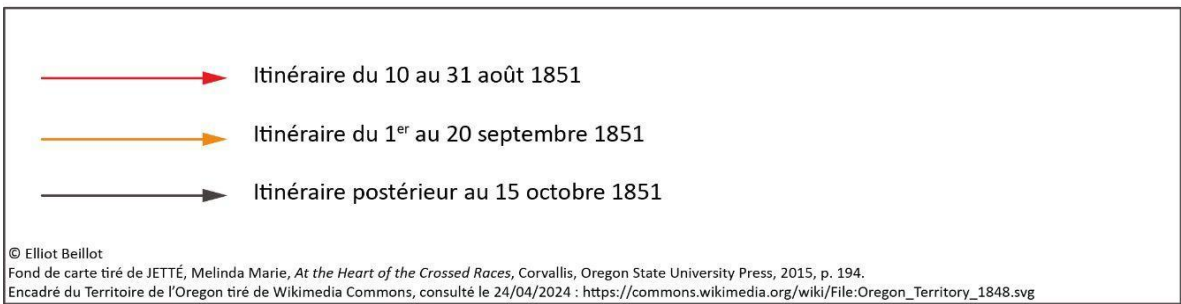 Itinéraire du 10 au 31 août 1851
Itinéraire du 1er au 20 septembre 1851
Itinéraire postérieur au 15 octobre 1851
© Elliot Beillot
Fond de carte tiré de JETTÉ, Melinda Marie, At the Heart of the Crossed Races, Corvallis, Oregon State University Press, 2015, p. 194.
Encadré du Territoire de l'Oregon tiré de Wikimedia Commons, consulté le 24/04/2024 : https://commons.wikimedia.org/wiki/File:Oregon_Territory_1848.svg